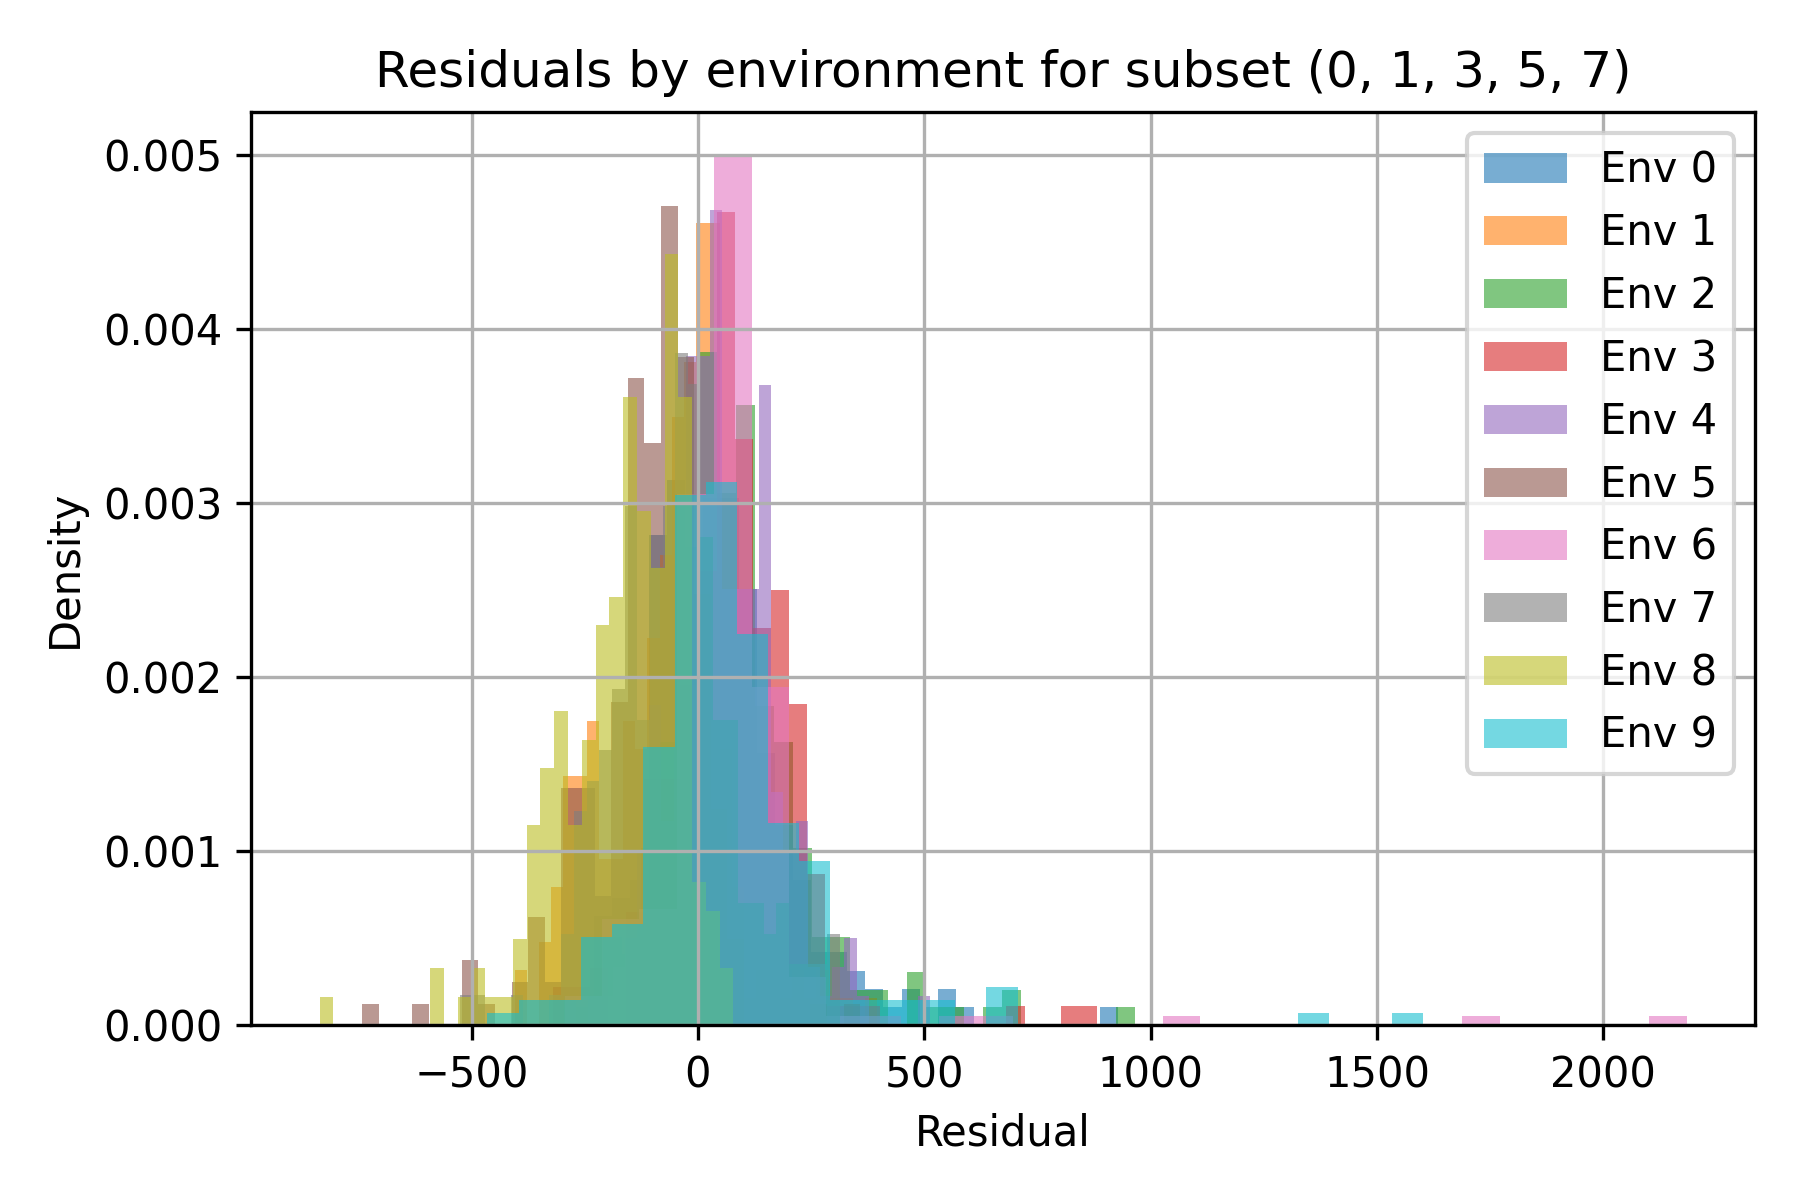 Residuals by environment for subset (0, 1, 3, 5, 7)
0.005
0.004
0.003
0.002
0.001
0.000
Density
−500
0
500
1000
1500
2000
Residual
Env 0
Env 1
Env 2
Env 3
Env 4
Env 5
Env 6
Env 7
Env 8
Env 9